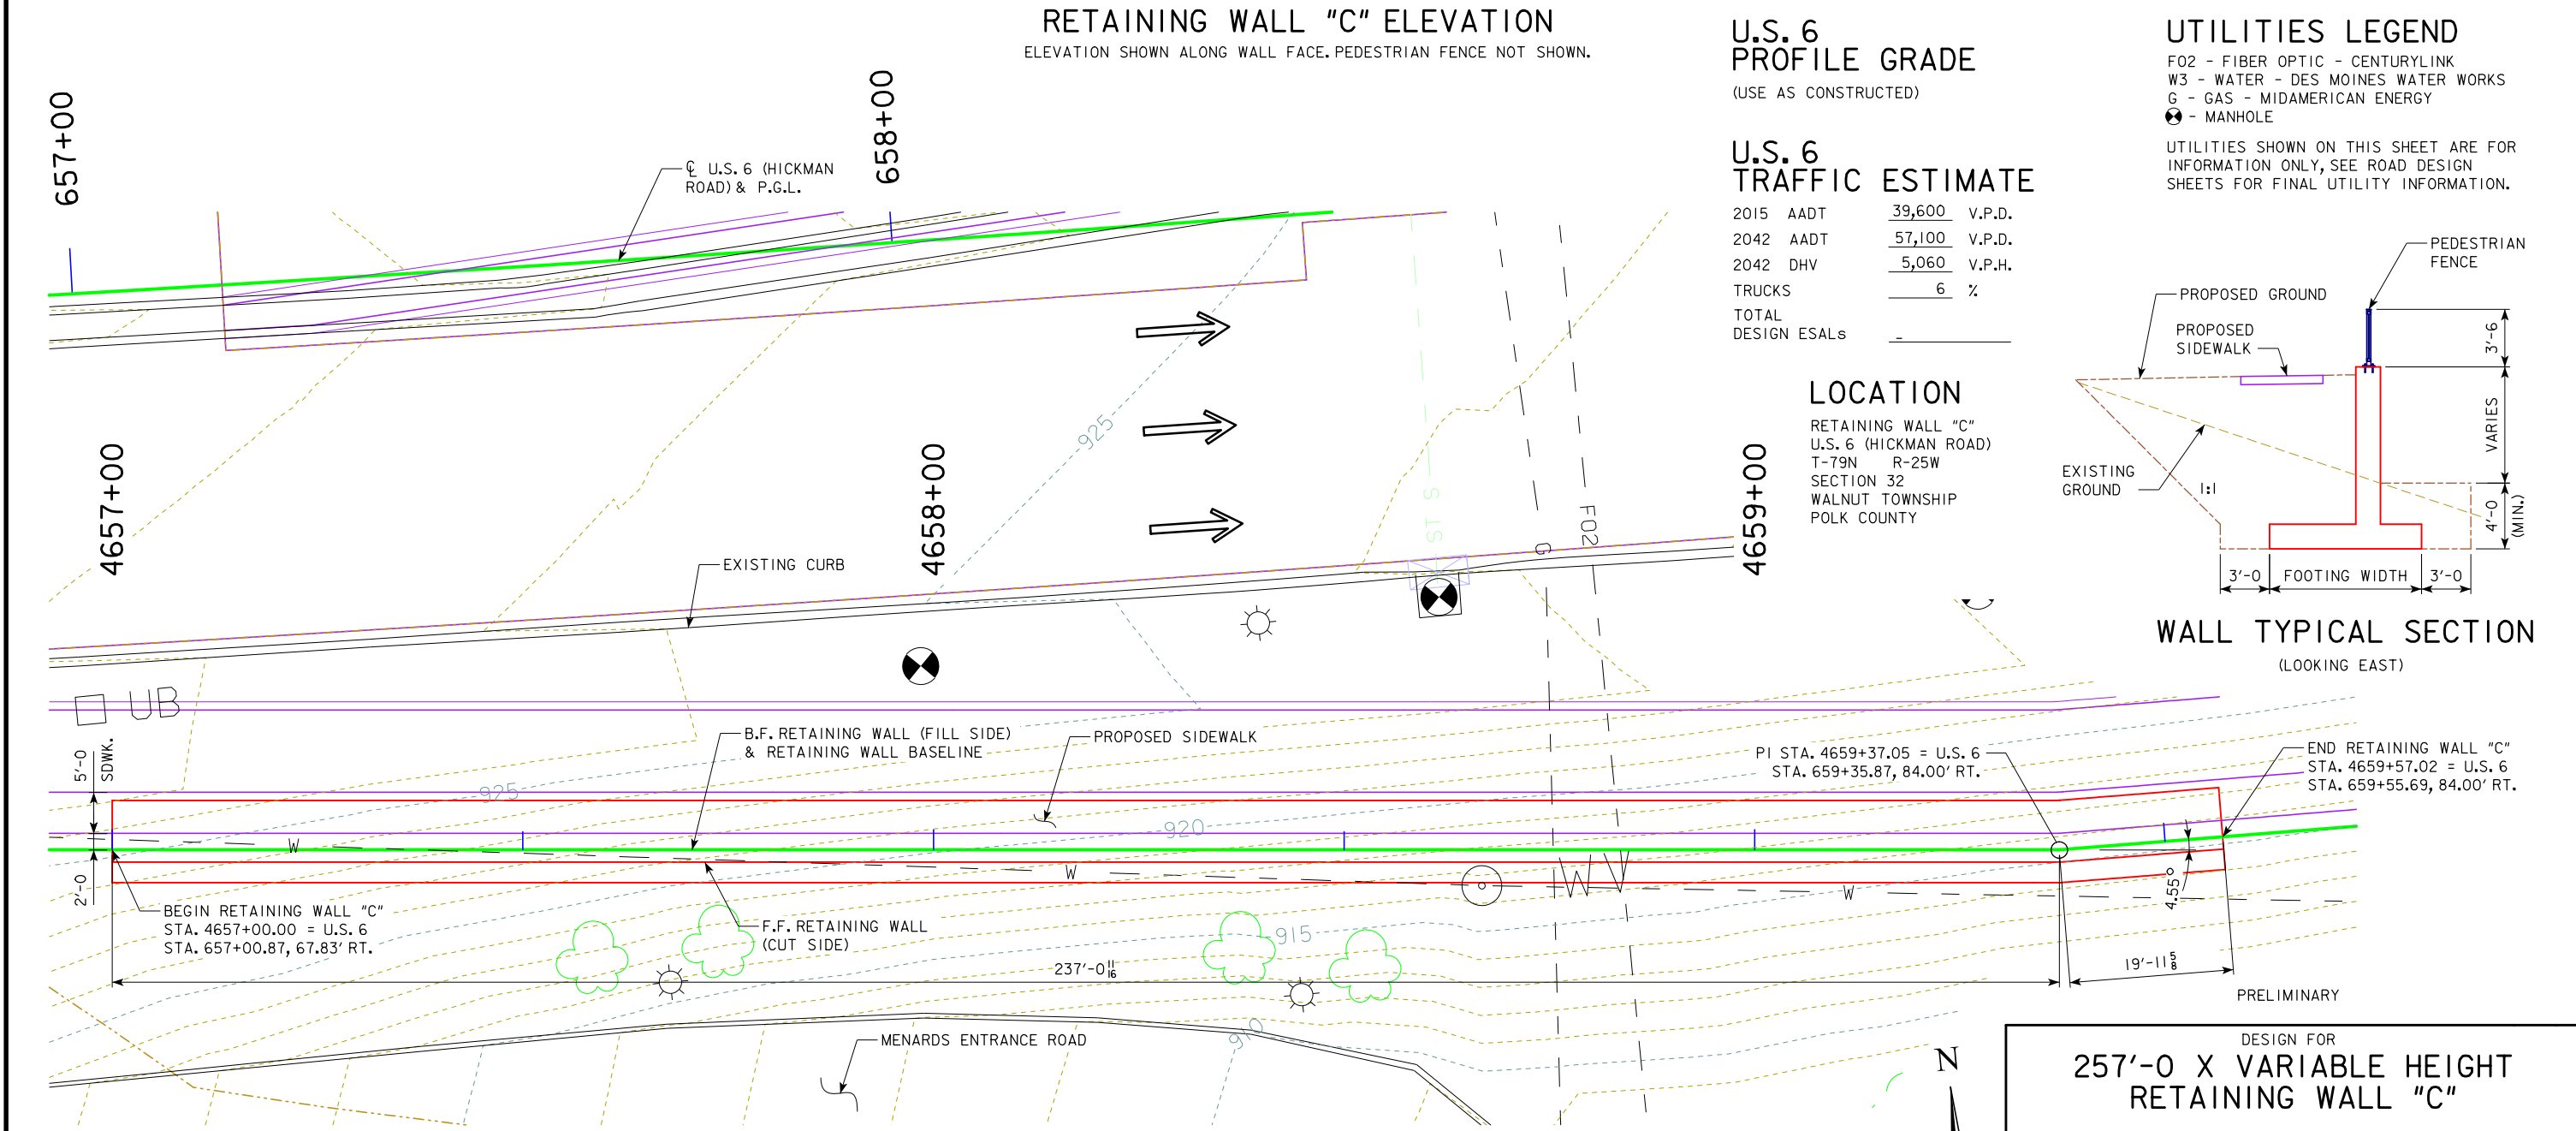 RETAINING WALL "C" ELEVATION
ELEVATION SHOWN ALONG WALL FACE. PEDESTRIAN FENCE NOT SHOWN.
U.S. 6
PROFILE GRADE
(USE AS CONSTRUCTED)
U.S. 6
TRAFFIC ESTIMATE
2015 AADT 39,600 V.P.D.
2042 AADT 57,100 V.P.D.
2042 DHV 5,060 V.P.H.
TRUCKS 6 %
TOTAL
DESIGN ESALs -
LOCATION
RETAINING WALL "C"
U.S. 6 (HICKMAN ROAD)
T-79N R-25W
SECTION 32
WALNUT TOWNSHIP
POLK COUNTY
UTILITIES LEGEND
FO2 - FIBER OPTIC - CENTURYLINK
W3 - WATER - DES MOINES WATER WORKS
G - GAS - MIDAMERICAN ENERGY
- MANHOLE
UTILITIES SHOWN ON THIS SHEET ARE FOR
INFORMATION ONLY, SEE ROAD DESIGN
SHEETS FOR FINAL UTILITY INFORMATION.
PEDESTRIAN
FENCE
PROPOSED GROUND
PROPOSED
SIDEWALK
EXISTING
GROUND
1:1
3'-6
VARIES
4'-0
(MIN.)
3'-0
FOOTING WIDTH
3'-0
WALL TYPICAL SECTION
(LOOKING EAST)
657+00
658+00
℄ U.S. 6 (HICKMAN
ROAD) & P.G.L.
4657+00
4658+00
4659+00
925
ST S
G
FO2
EXISTING CURB
UB
5'-0
SDWK.
2'-0
B.F. RETAINING WALL (FILL SIDE)
& RETAINING WALL BASELINE
PROPOSED SIDEWALK
PI STA. 4659+37.05 = U.S. 6
STA. 659+35.87, 84.00' RT.
END RETAINING WALL "C"
STA. 4659+57.02 = U.S. 6
STA. 659+55.69, 84.00' RT.
925
920
W
W
WV
W
4.55°
BEGIN RETAINING WALL "C"
STA. 4657+00.00 = U.S. 6
STA. 657+00.87, 67.83' RT.
F.F. RETAINING WALL
(CUT SIDE)
915
237'-0 11/16
19'-11 5/8
910
MENARDS ENTRANCE ROAD
PRELIMINARY
N
DESIGN FOR
257'-0 X VARIABLE HEIGHT
RETAINING WALL "C"